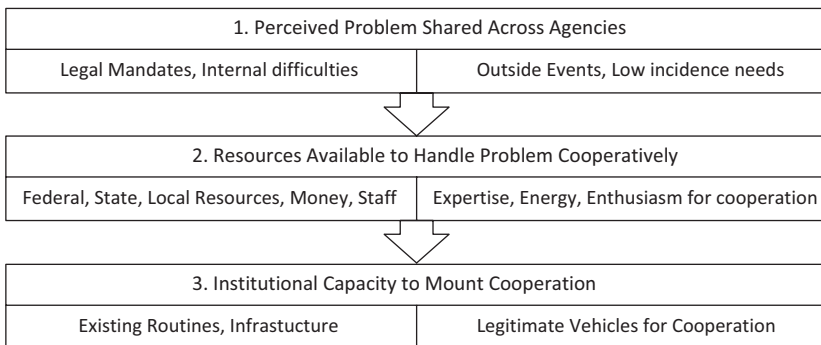 1. Perceived Problem Shared Across Agencies
Legal Mandates, Internal difficulties
Outside Events, Low incidence needs
2. Resources Available to Handle Problem Cooperatively
Federal, State, Local Resources, Money, Staff
Expertise, Energy, Enthusiasm for cooperation
3. Institutional Capacity to Mount Cooperation
Existing Routines, Infrastucture
Legitimate Vehicles for Cooperation